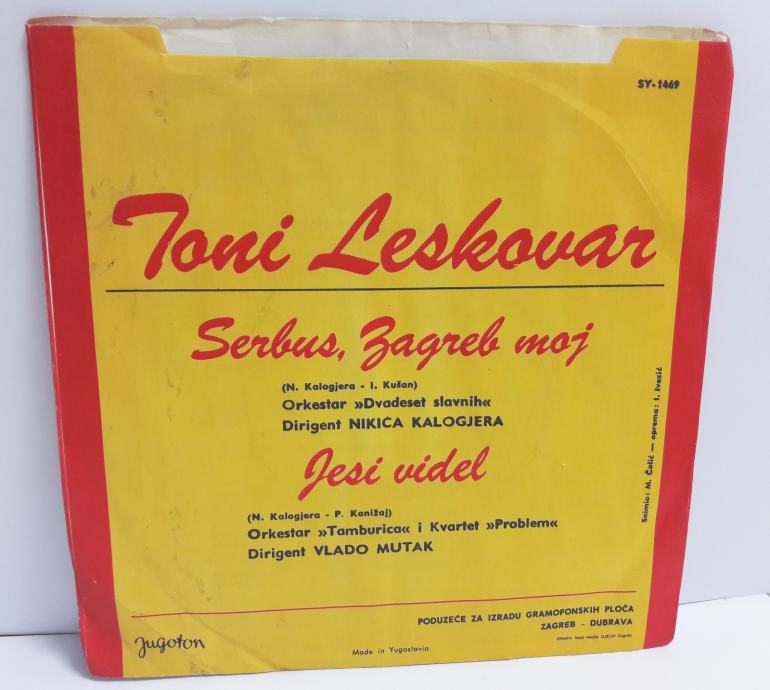 SY-1469
Toni Leskovar
Serbus, Zagreb moj
(N. Kalogjera - I. Kušan)
Orkestar »Dvadeset slavnih«
Dirigent NIKICA KALOGJERA
Jesi videl
(N. Kalogjera - P. Kanižaj)
Orkestar »Tamburica« i Kvartet »Problem«
Dirigent VLADO MUTAK
Snimio: M. Čolić — oprema: I. Ivezić
PODUZEĆE ZA IZRADU GRAMOFONSKIH PLOČA
ZAGREB - DUBRAVA
Jugoton
Made in Yugoslavia